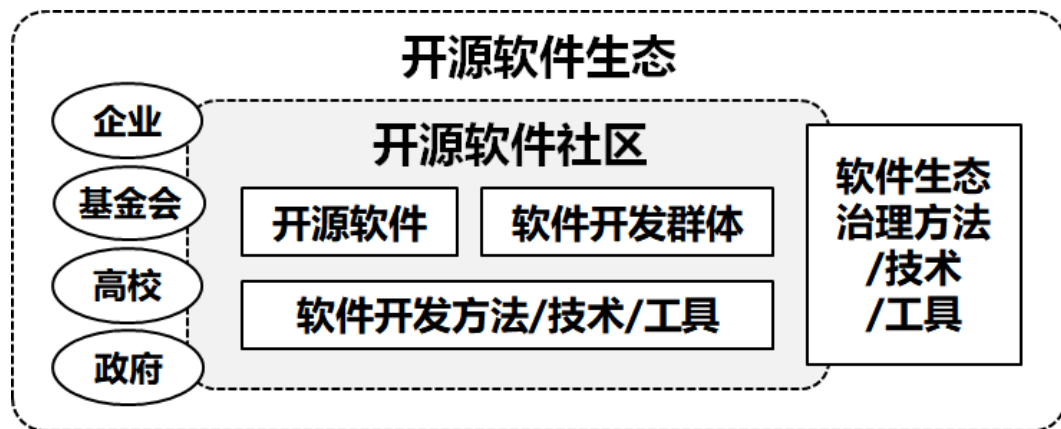 开源软件生态
企业
基金会
高校
政府
开源软件社区
开源软件
软件开发群体
软件开发方法/技术/工具
软件生态
治理方法
/技术
/工具